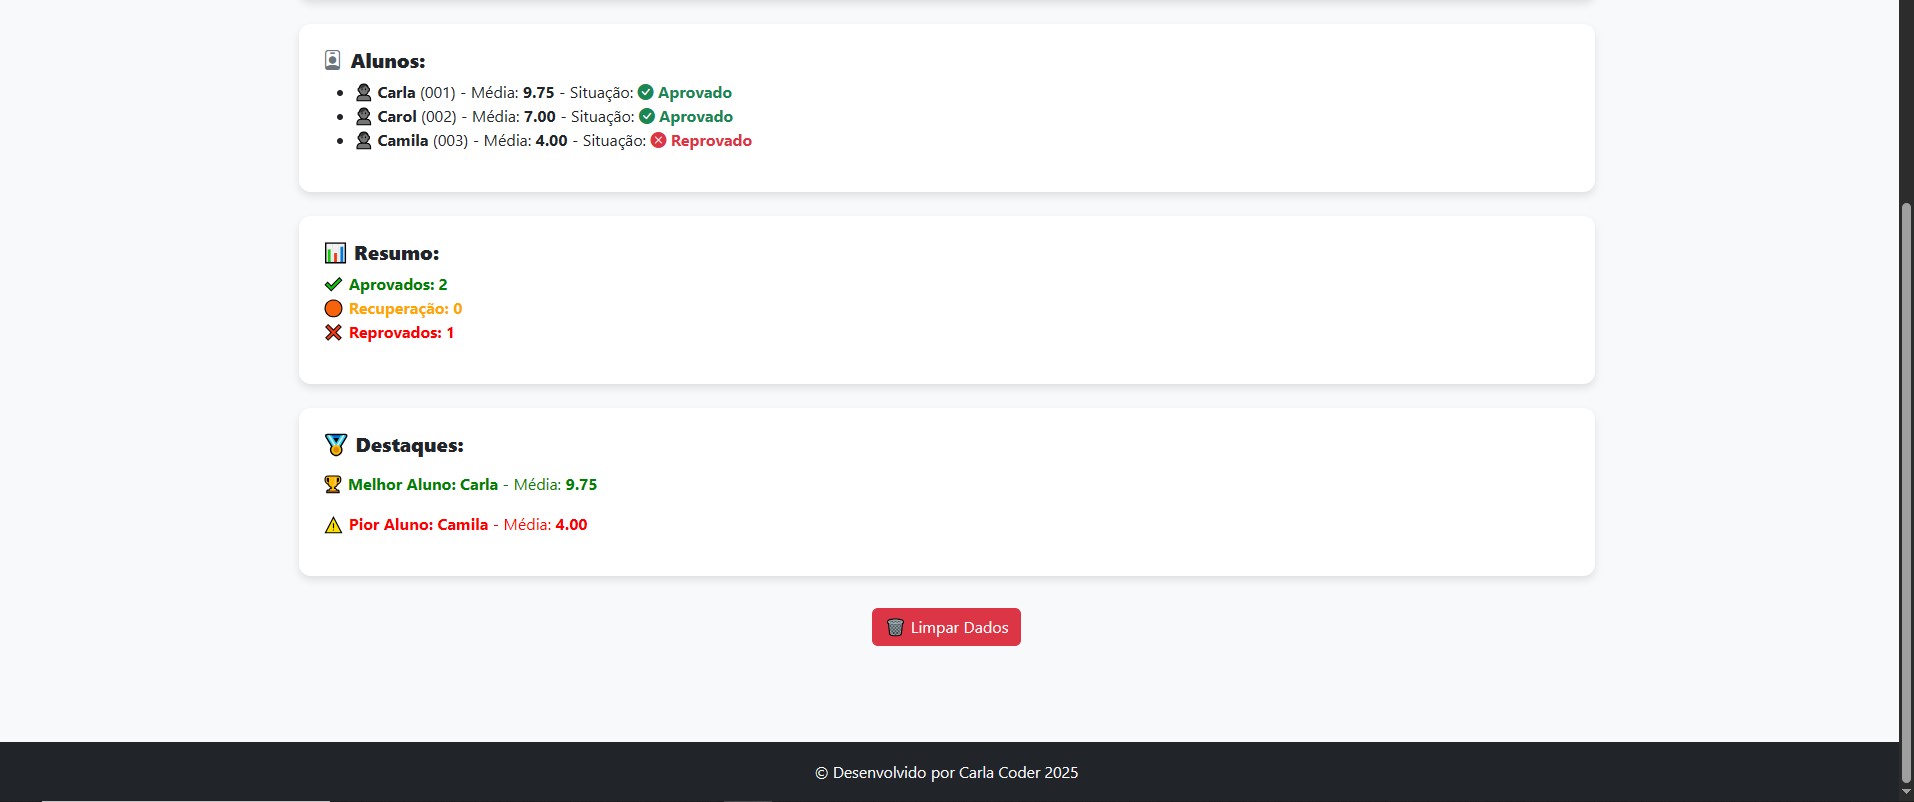 Alunos:
Carla (001) - Média: 9.75 - Situação: Aprovado
Carol (002) - Média: 7.00 - Situação: Aprovado
Camila (003) - Média: 4.00 - Situação: Reprovado
Resumo:
Aprovados: 2
Recuperação: 0
Reprovados: 1
Destaques:
Melhor Aluno: Carla - Média: 9.75
Pior Aluno: Camila - Média: 4.00
Limpar Dados
© Desenvolvido por Carla Coder 2025